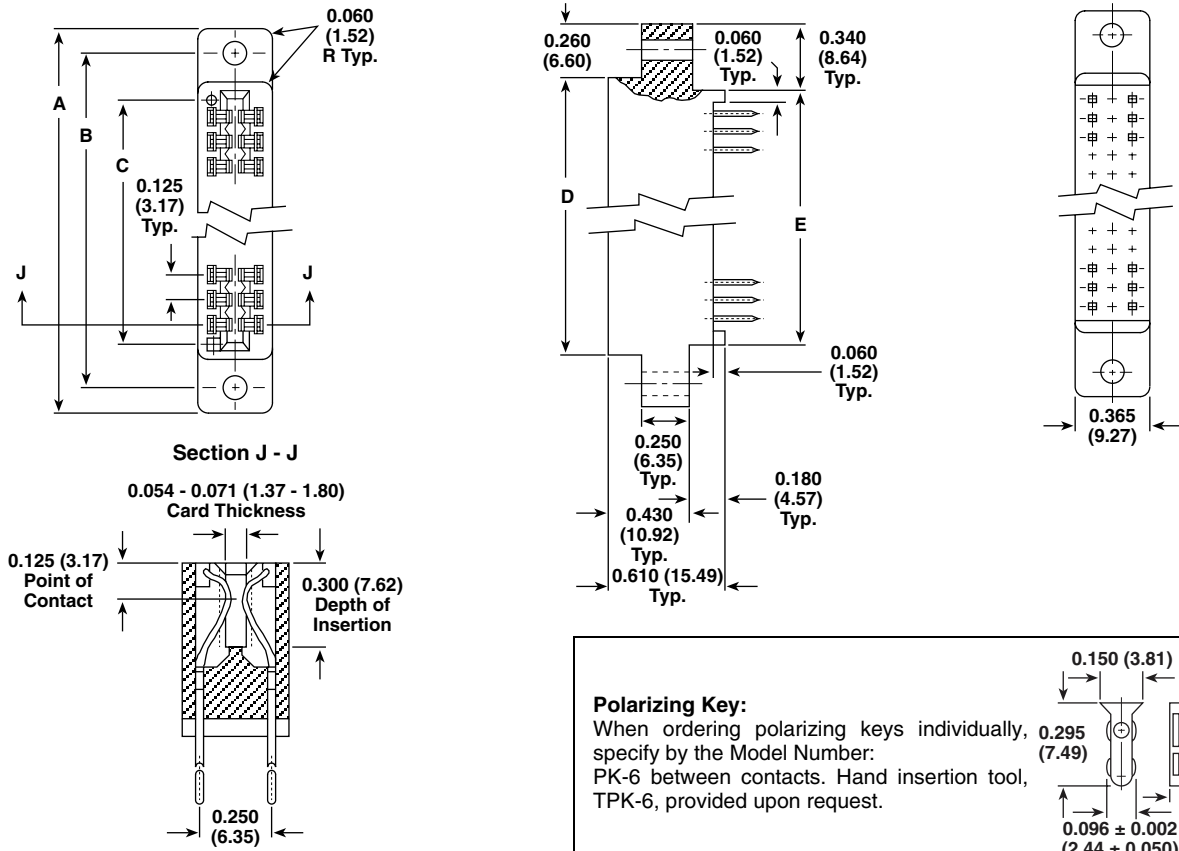 0.060
(1.52)
R Typ.
A
B
C
0.125
(3.17)
Typ.
J
J
0.260
(6.60)
0.060
(1.52)
Typ.
0.340
(8.64)
Typ.
D
E
0.060
(1.52)
Typ.
0.250
(6.35)
Typ.
0.180
(4.57)
Typ.
0.430
(10.92)
Typ.
0.610 (15.49)
Typ.
0.365
(9.27)
Section J - J
0.054 - 0.071 (1.37 - 1.80)
Card Thickness
0.125 (3.17)
Point of
Contact
0.300 (7.62)
Depth of
Insertion
0.250
(6.35)
Polarizing Key:
When ordering polarizing keys individually,
specify by the Model Number:
PK-6 between contacts. Hand insertion tool,
TPK-6, provided upon request.
0.150 (3.81)
0.295
(7.49)
0.096 ± 0.002
(2.44 ± 0.050)